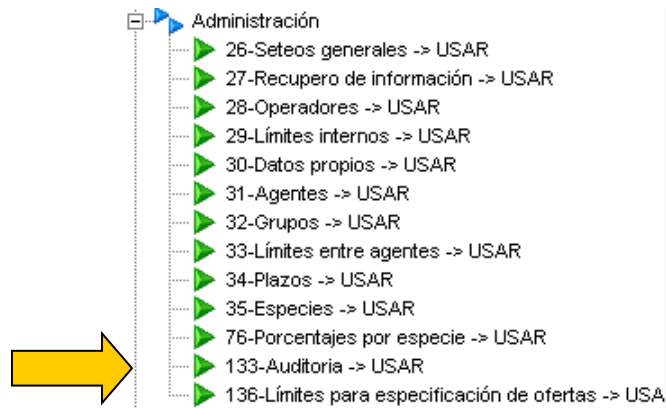 Administración
26-Seteos generales -> USAR
27-Recupero de información -> USAR
28-Operadores -> USAR
29-Límites internos -> USAR
30-Datos propios -> USAR
31-Agentes -> USAR
32-Grupos -> USAR
33-Límites entre agentes -> USAR
34-Plazos -> USAR
35-Especies -> USAR
76-Porcentajes por especie -> USAR
133-Auditoria -> USAR
136-Límites para especificación de ofertas -> USA